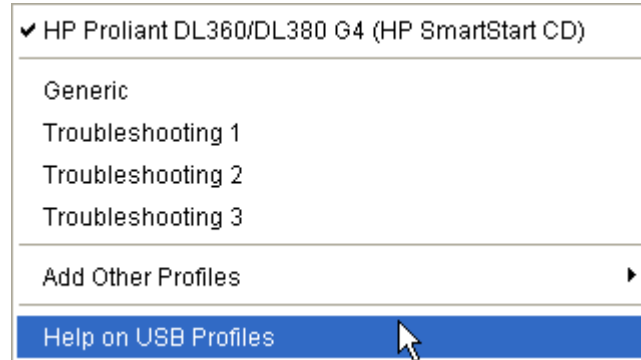 HP Proliant DL360/DL380 G4 (HP SmartStart CD)
Generic
Troubleshooting 1
Troubleshooting 2
Troubleshooting 3
Add Other Profiles
Help on USB Profiles